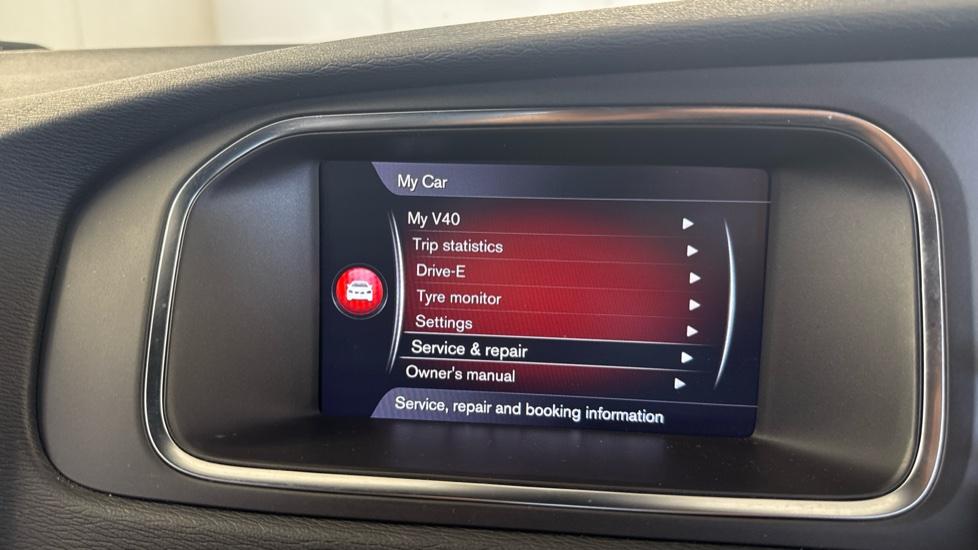 My Car
My V40
Trip statistics
Drive-E
Tyre monitor
Settings
Service & repair
Owner's manual
Service, repair and booking information